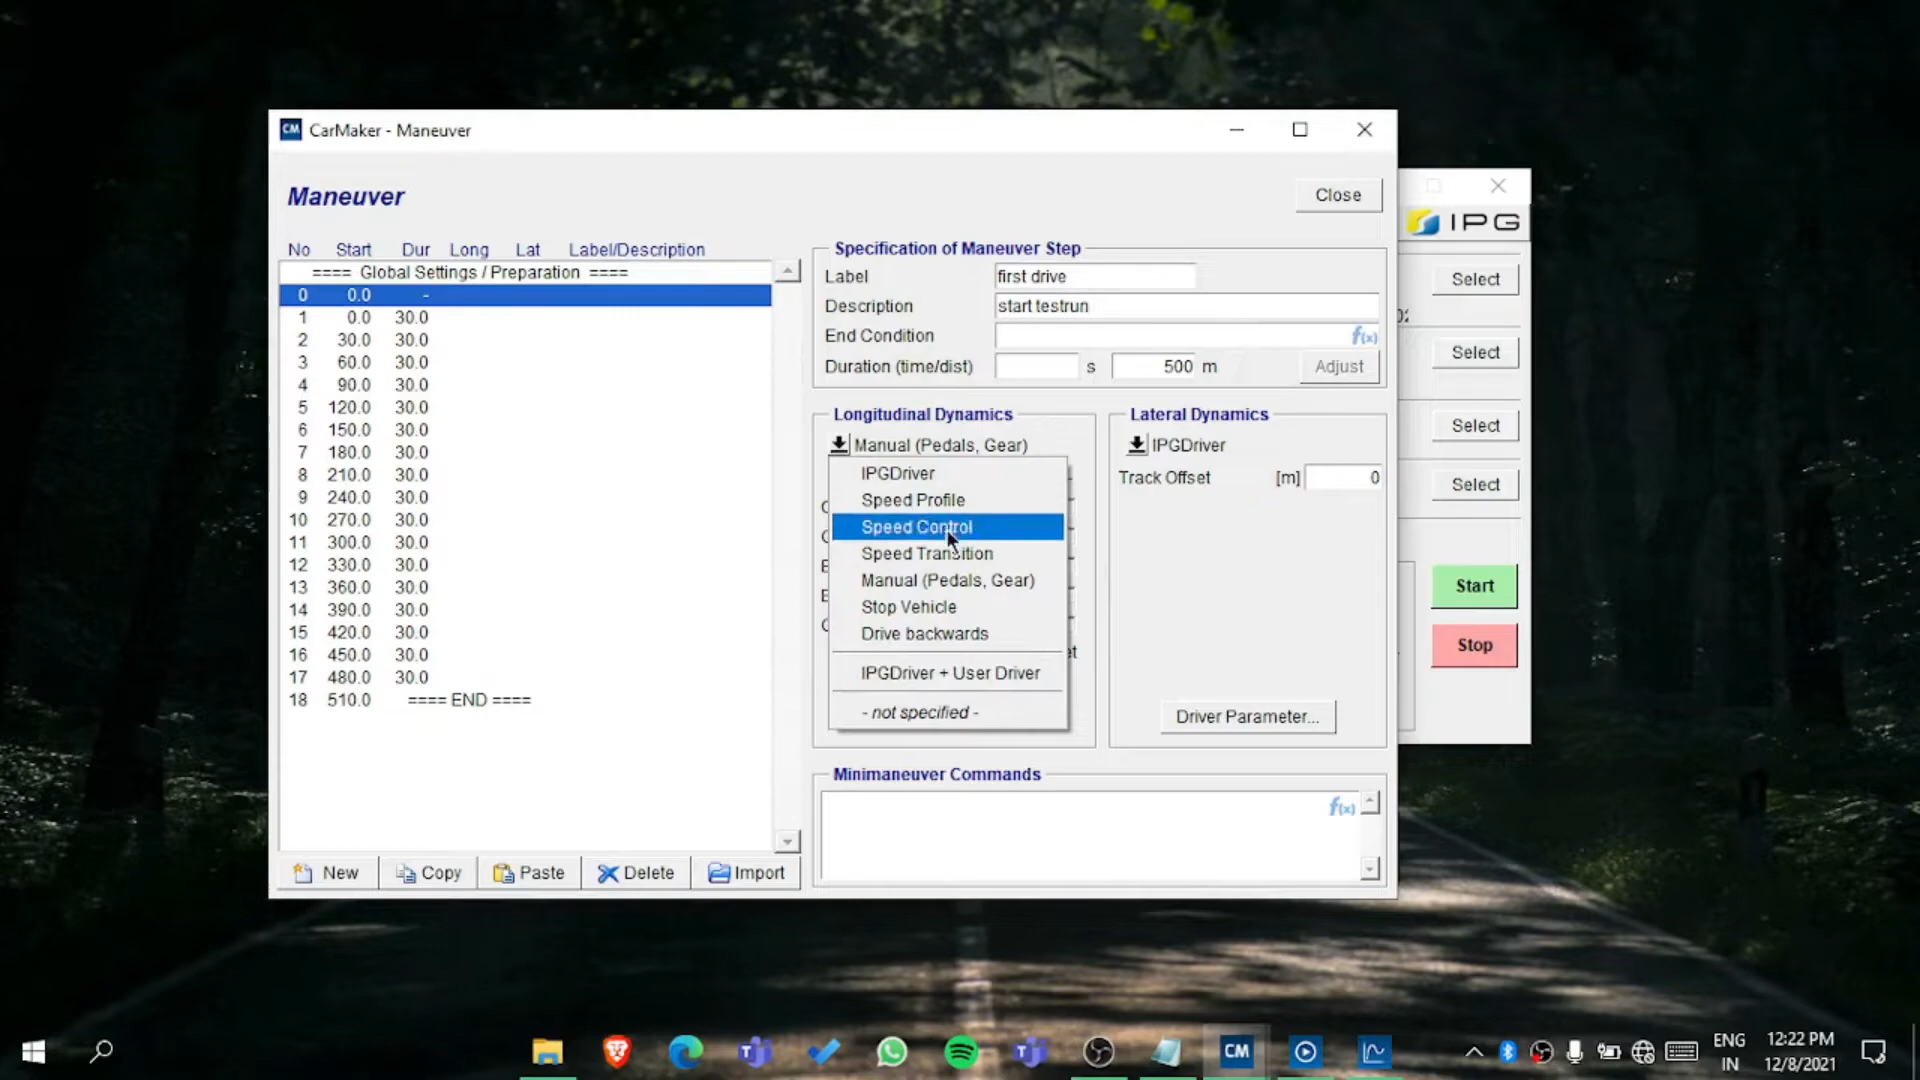 CM CarMaker - Maneuver
Maneuver
Close
IPG
No Start Dur Long Lat Label/Description
==== Global Settings / Preparation ====
0 0.0 -
1 0.0 30.0
2 30.0 30.0
3 60.0 30.0
4 90.0 30.0
5 120.0 30.0
6 150.0 30.0
7 180.0 30.0
8 210.0 30.0
9 240.0 30.0
10 270.0 30.0
11 300.0 30.0
12 330.0 30.0
13 360.0 30.0
14 390.0 30.0
15 420.0 30.0
16 450.0 30.0
17 480.0 30.0
18 510.0 ==== END ====
New Copy Paste Delete Import
Specification of Maneuver Step
Label first drive
Description start testrun
End Condition f(x)
Duration (time/dist) s 500 m Adjust
Longitudinal Dynamics
Manual (Pedals, Gear)
IPGDriver
Speed Profile
Speed Control
Speed Transition
Manual (Pedals, Gear)
Stop Vehicle
Drive backwards
IPGDriver + User Driver
- not specified -
Lateral Dynamics
IPGDriver
Track Offset [m] 0
Driver Parameter...
Minimaneuver Commands
f(x)
Select
Select
Select
Select
Start
Stop
CM
ENG
IN
12:22 PM
12/8/2021